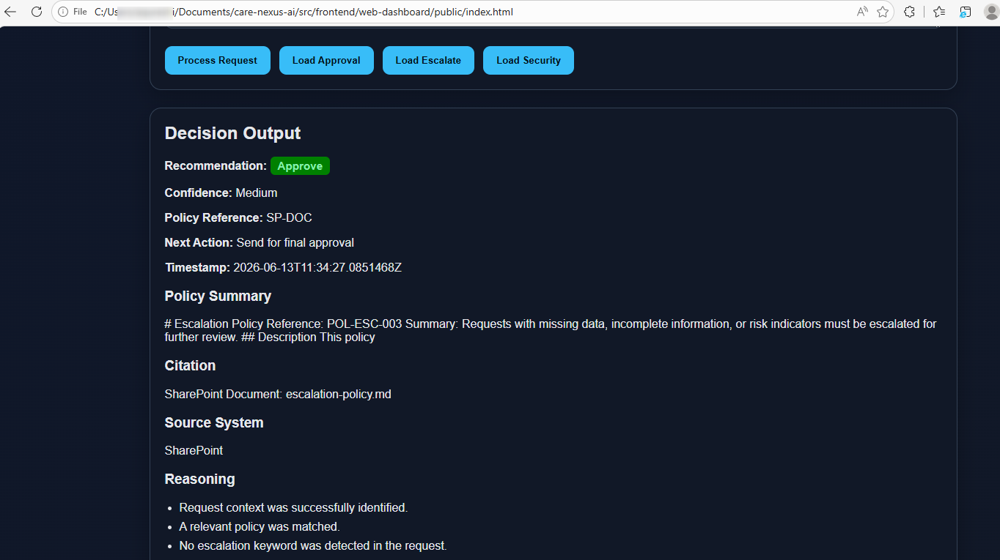 File C:/Us i/Documents/care-nexus-ai/src/frontend/web-dashboard/public/index.html
Process Request Load Approval Load Escalate Load Security
Decision Output
Recommendation: Approve
Confidence: Medium
Policy Reference: SP-DOC
Next Action: Send for final approval
Timestamp: 2026-06-13T11:34:27.0851468Z
Policy Summary
# Escalation Policy Reference: POL-ESC-003 Summary: Requests with missing data, incomplete information, or risk indicators must be escalated for
further review. ## Description This policy
Citation
SharePoint Document: escalation-policy.md
Source System
SharePoint
Reasoning
• Request context was successfully identified.
• A relevant policy was matched.
• No escalation keyword was detected in the request.